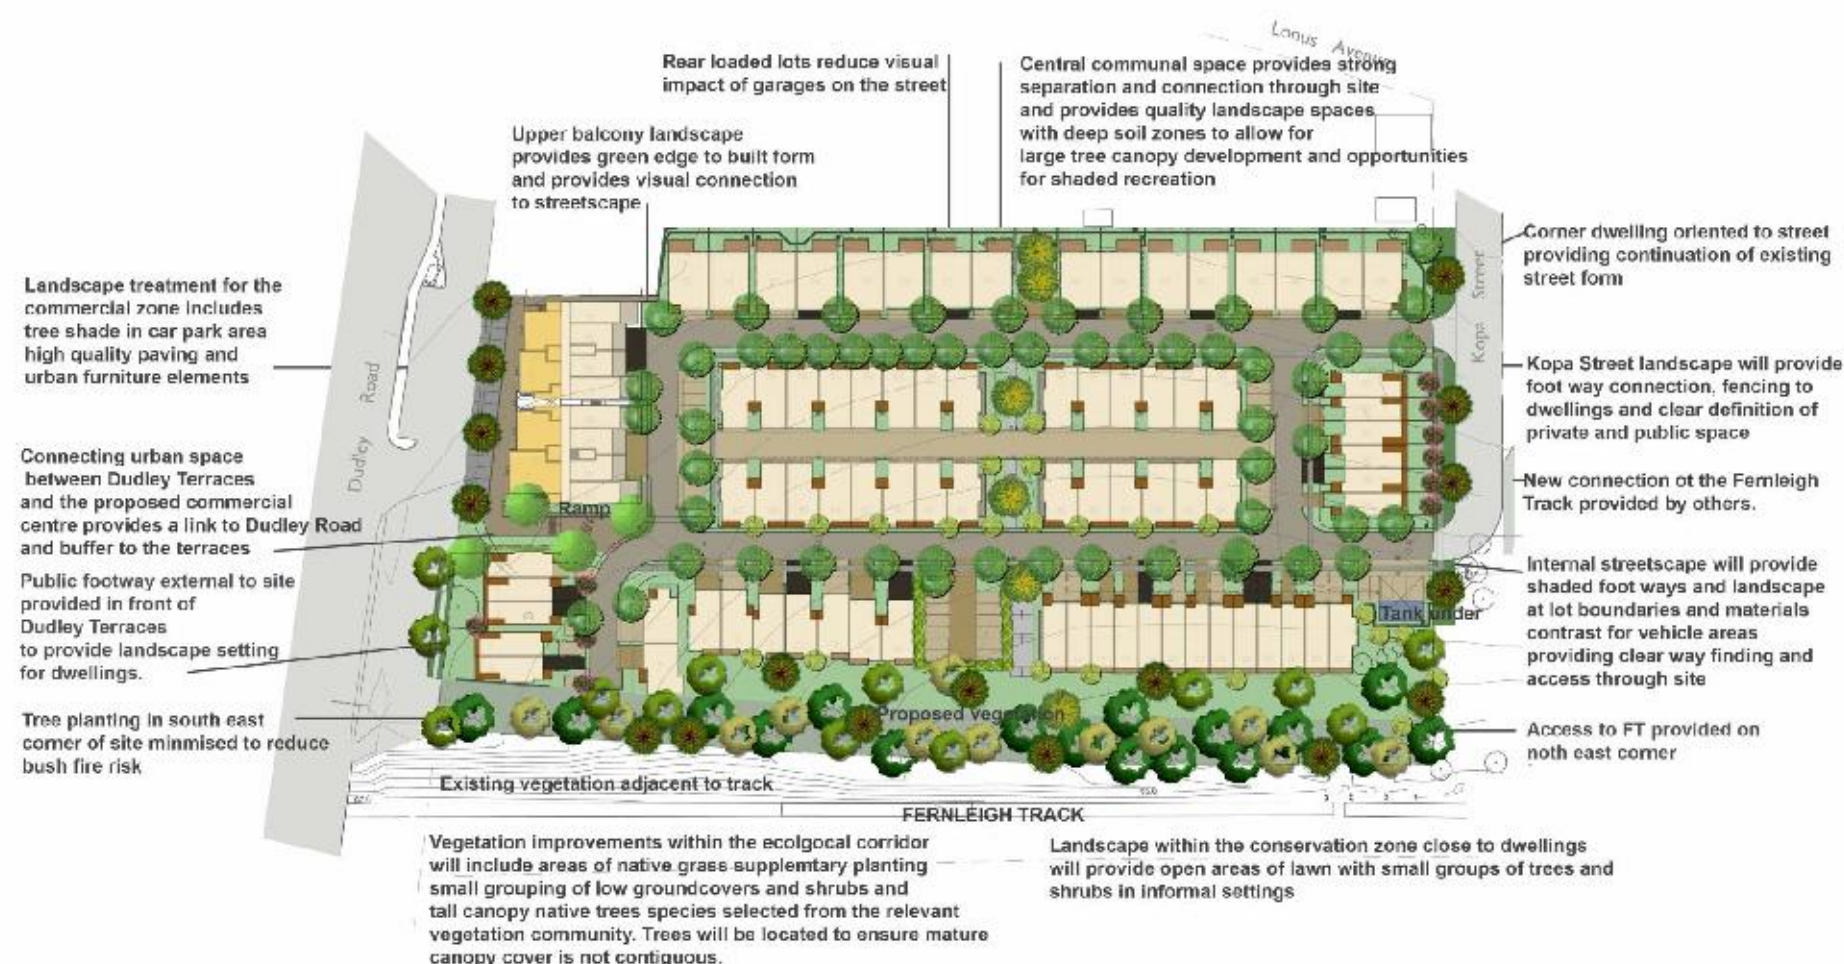 Lonus Avenue
Rear loaded lots reduce visual
impact of garages on the street
Central communal space provides strong
separation and connection through site
and provides quality landscape spaces
with deep soil zones to allow for
large tree canopy development and opportunities
for shaded recreation
Upper balcony landscape
provides green edge to built form
and provides visual connection
to streetscape
Corner dwelling oriented to street
providing continuation of existing
street form
Landscape treatment for the
commercial zone includes
tree shade in car park area
high quality paving and
urban furniture elements
Dudley Road
Kopa Street
Kopa Street landscape will provide
foot way connection, fencing to
dwellings and clear definition of
private and public space
Connecting urban space
between Dudley Terraces
and the proposed commercial
centre provides a link to Dudley Road
and buffer to the terraces
New connection ot the Fernleigh
Track provided by others.
Ramp
Public footway external to site
provided in front of
Dudley Terraces
to provide landscape setting
for dwellings.
Internal streetscape will provide
shaded foot ways and landscape
at lot boundaries and materials
contrast for vehicle areas
providing clear way finding and
access through site
Tank under
Tree planting in south east
corner of site minmised to reduce
bush fire risk
Proposed vegetation
Access to FT provided on
noth east corner
Existing vegetation adjacent to track
FERNLEIGH TRACK
Vegetation improvements within the ecolgocal corridor
will include areas of native grass supplemtary planting
small grouping of low groundcovers and shrubs and
tall canopy native trees species selected from the relevant
vegetation community. Trees will be located to ensure mature
canopy cover is not contiguous.
Landscape within the conservation zone close to dwellings
will provide open areas of lawn with small groups of trees and
shrubs in informal settings